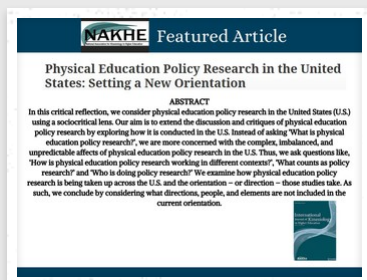 NAKHE Featured Article
Physical Education Policy Research in the United
States: Setting a New Orientation
ABSTRACT
In this critical reflection, we consider physical education policy research in the United States (U.S.)
using a sociocritical lens. Our aim is to extend the discussion and critiques of physical education
policy research by exploring how it is conducted in the U.S. Instead of asking 'What is physical
education policy research?', we are more concerned with the complex, imbalanced, and
unpredictable affects of physical education policy research in the U.S. Thus, we ask questions like,
'How is physical education policy research working in different contexts?', 'What counts as policy
research?' and 'Who is doing policy research?' We examine how physical education policy
research is being taken up across the U.S. and the orientation – or direction – those studies take. As
such, we conclude by considering what directions, people, and elements are not included in the
current orientation.
International
Journal of Kinesiology
in Higher Education